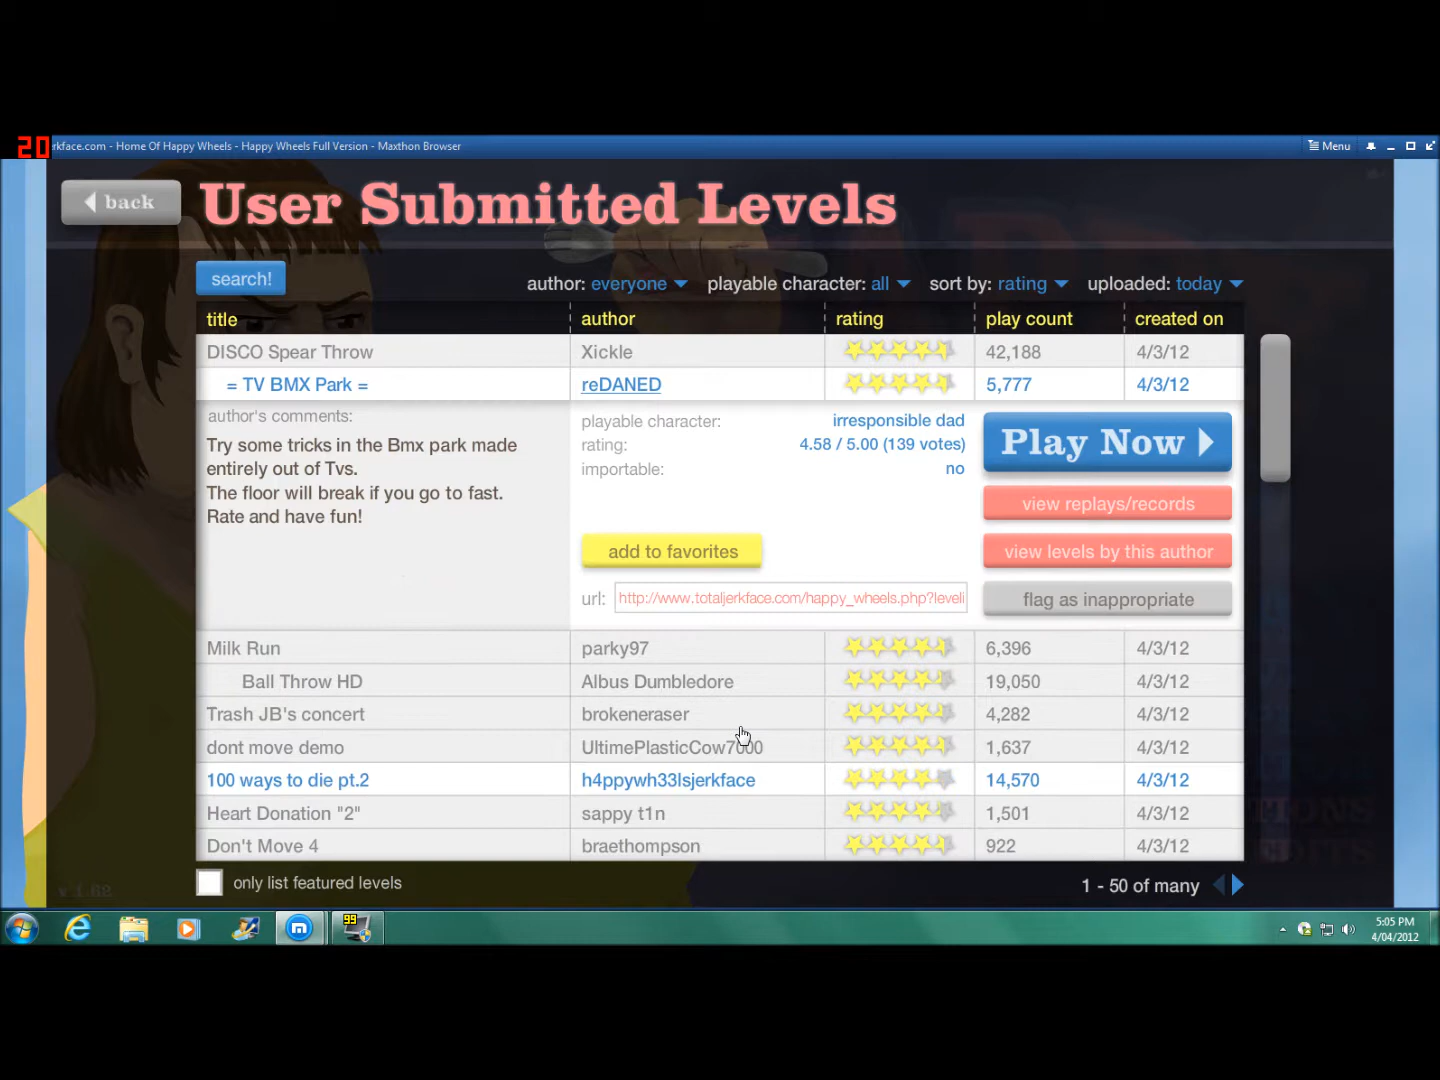 20
rkface.com - Home Of Happy Wheels - Happy Wheels Full Version - Maxthon Browser
Menu
back
User Submitted Levels
search!
author: everyone playable character: all sort by: rating uploaded: today
title author rating play count created on
DISCO Spear Throw Xickle 42,188 4/3/12
= TV BMX Park = reDANED 5,777 4/3/12
author's comments:
Try some tricks in the Bmx park made
entirely out of Tvs.
The floor will break if you go to fast.
Rate and have fun!
playable character: irresponsible dad
rating: 4.58 / 5.00 (139 votes)
importable: no
add to favorites
url: http://www.totaljerkface.com/happy_wheels.php?leveli
Play Now
view replays/records
view levels by this author
flag as inappropriate
Milk Run parky97 6,396 4/3/12
Ball Throw HD Albus Dumbledore 19,050 4/3/12
Trash JB's concert brokeneraser 4,282 4/3/12
dont move demo UltimePlasticCow7000 1,637 4/3/12
100 ways to die pt.2 h4ppywh33lsjerkface 14,570 4/3/12
Heart Donation "2" sappy t1n 1,501 4/3/12
Don't Move 4 braethompson 922 4/3/12
v 1.68
only list featured levels
1 - 50 of many
99
5:05 PM
4/04/2012